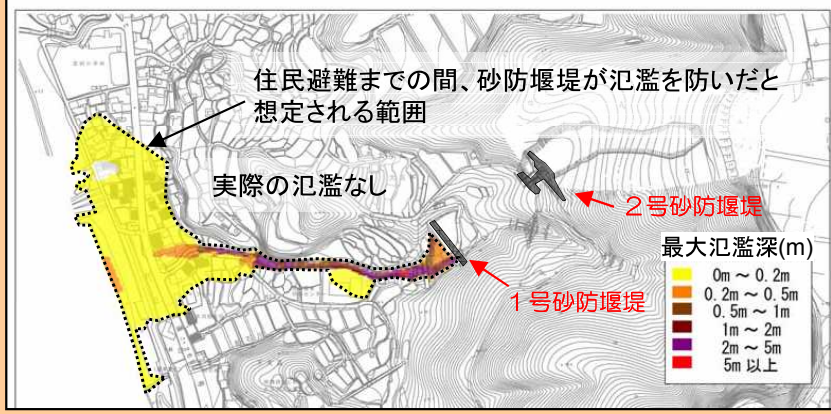 住民避難までの間、砂防堰堤が氾濫を防いだと
想定される範囲
実際の氾濫なし
２号砂防堰堤
１号砂防堰堤
最大氾濫深(m)
0m ～ 0.2m
0.2m ～ 0.5m
0.5m ～ 1m
1m ～ 2m
2m ～ 5m
5m 以上